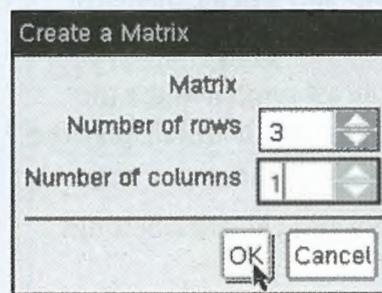 Create a Matrix
Matrix
Number of rows 3
Number of columns 1
OK Cancel